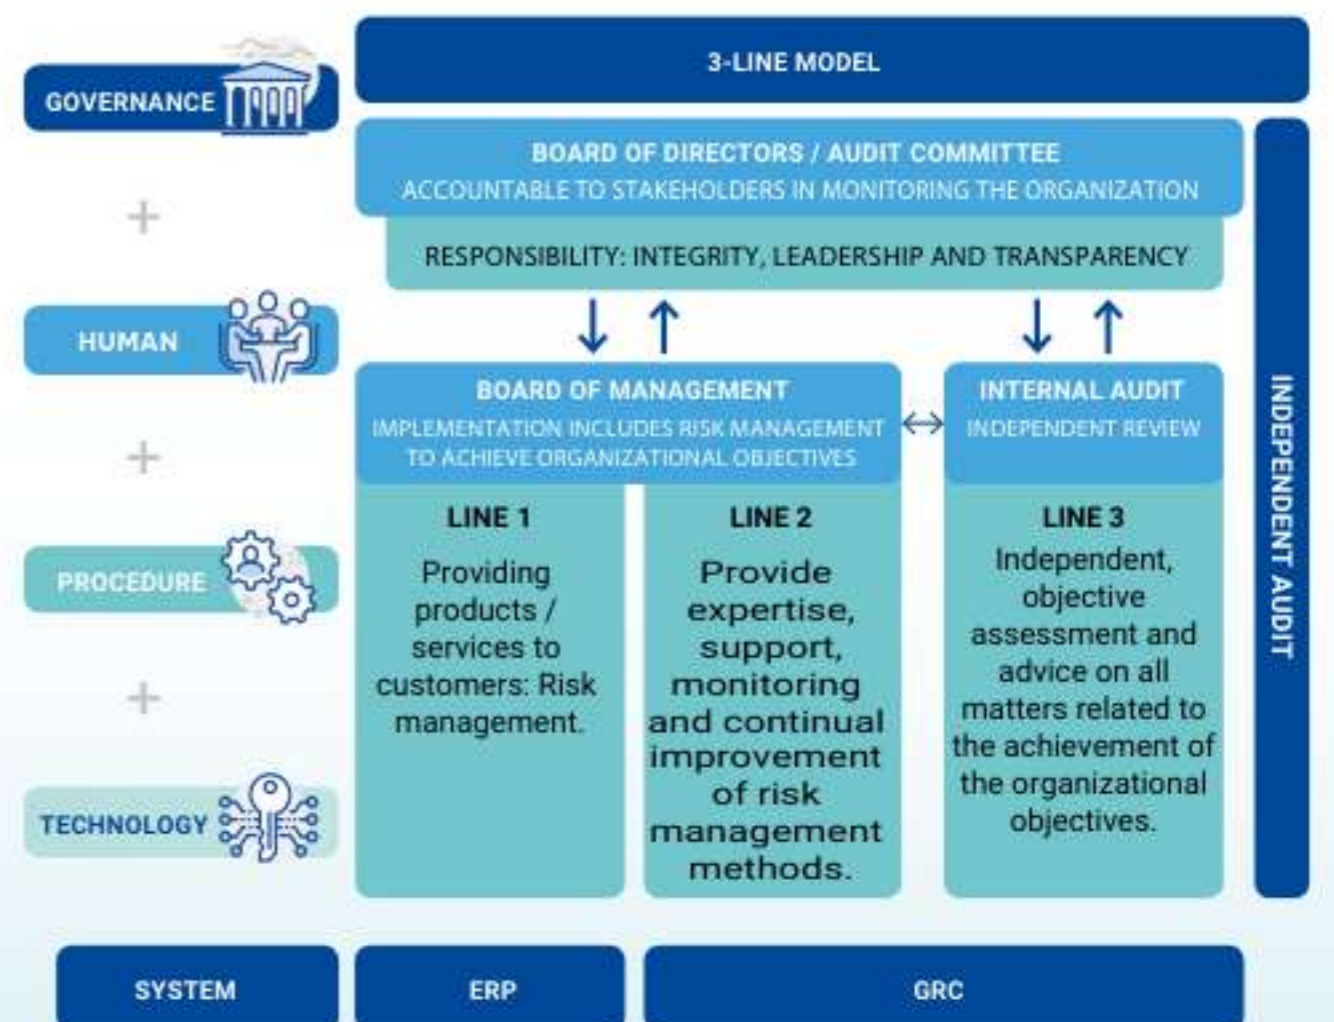 GOVERNANCE
+
HUMAN
+
PROCEDURE
+
TECHNOLOGY
3-LINE MODEL
BOARD OF DIRECTORS / AUDIT COMMITTEE
ACCOUNTABLE TO STAKEHOLDERS IN MONITORING THE ORGANIZATION
RESPONSIBILITY: INTEGRITY, LEADERSHIP AND TRANSPARENCY
BOARD OF MANAGEMENT
IMPLEMENTATION INCLUDES RISK MANAGEMENT
TO ACHIEVE ORGANIZATIONAL OBJECTIVES
LINE 1
Providing
products /
services to
customers: Risk
management.
LINE 2
Provide
expertise,
support,
monitoring
and continual
improvement
of risk
management
methods.
INTERNAL AUDIT
INDEPENDENT REVIEW
LINE 3
Independent,
objective
assessment and
advice on all
matters related to
the achievement of
the organizational
objectives.
INDEPENDENT AUDIT
SYSTEM
ERP
GRC